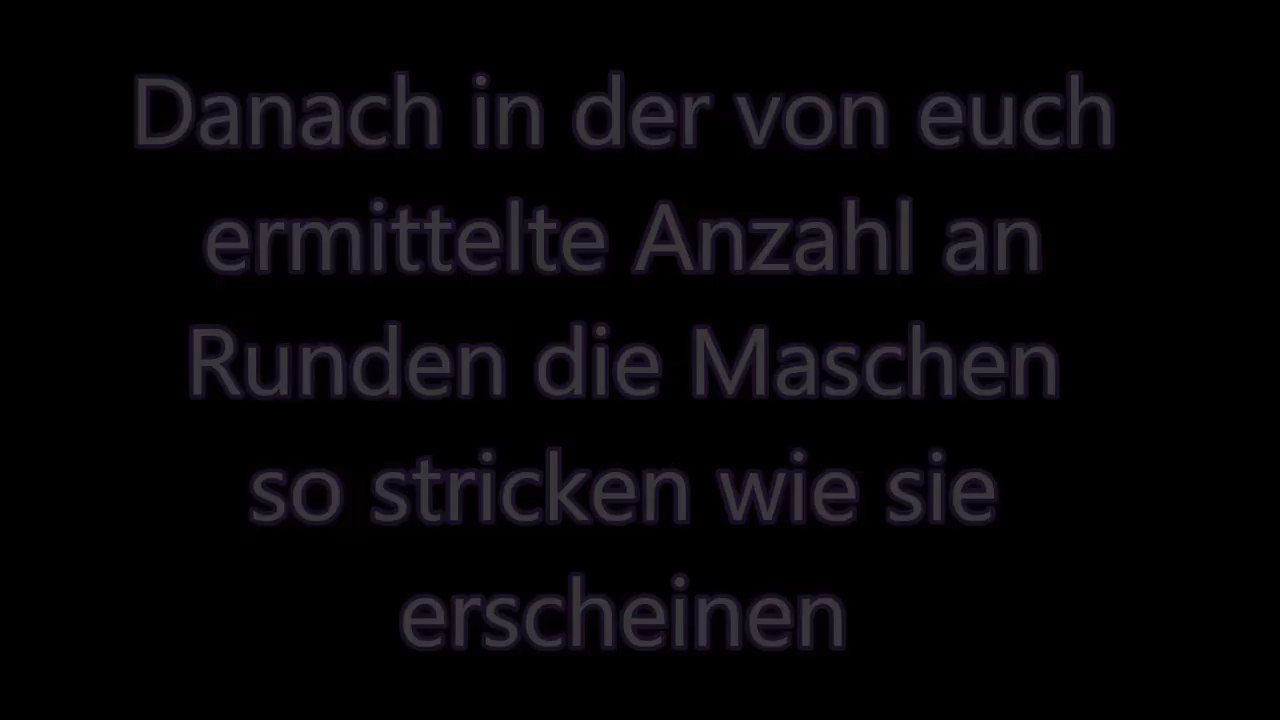 Danach in der von euch
ermittelte Anzahl an
Runden die Maschen
so stricken wie sie
erscheinen